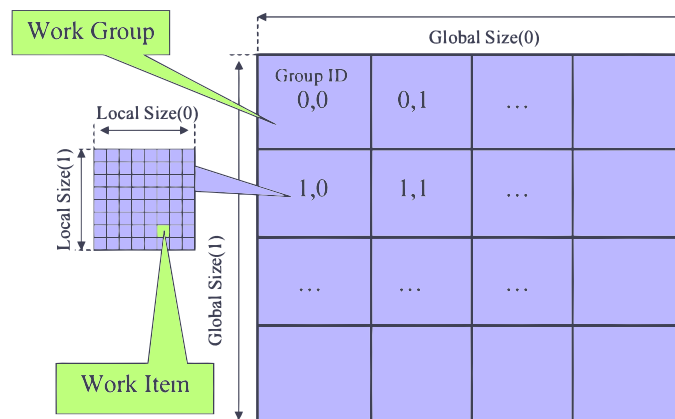 Work Group
Global Size(0)
Group ID
0,0
0,1
...
Local Size(0)
Local Size(1)
1,0
1,1
...
Global Size(1)
...
...
...
Work Item